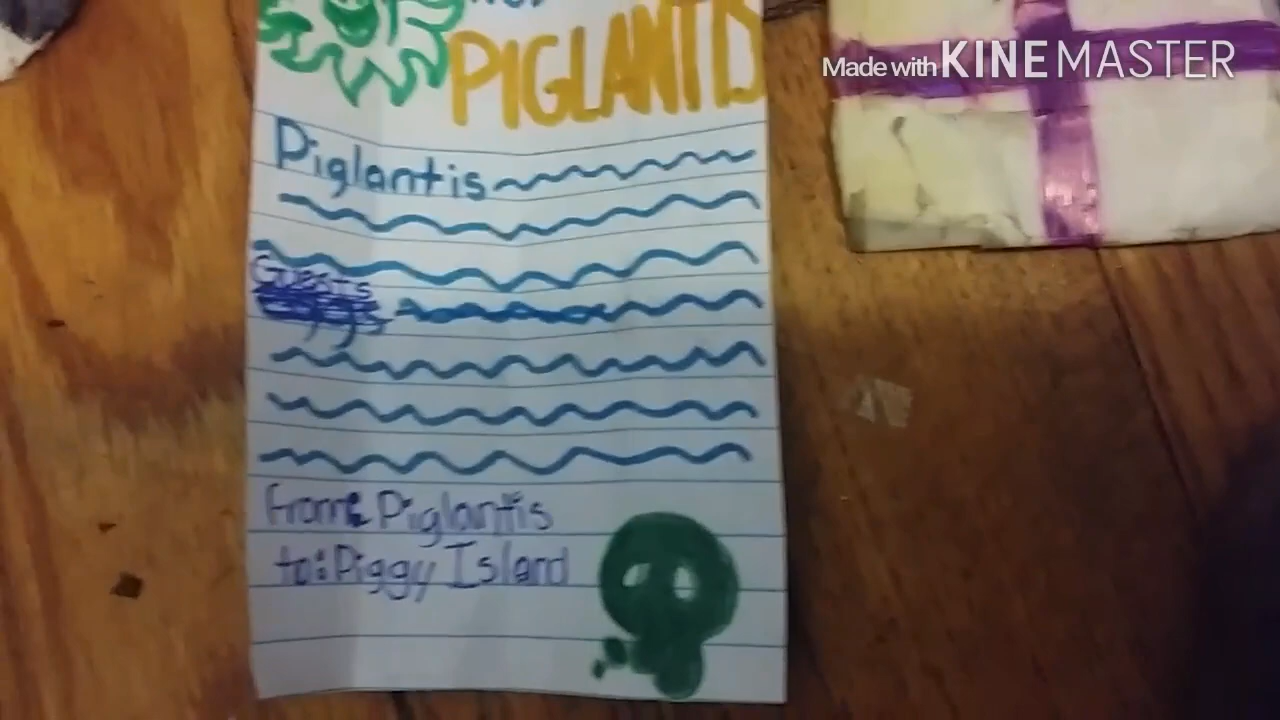 PIGLANTIS
Made with KINEMASTER
Piglantis
Guests
from: Piglantis
to: Piggy Island